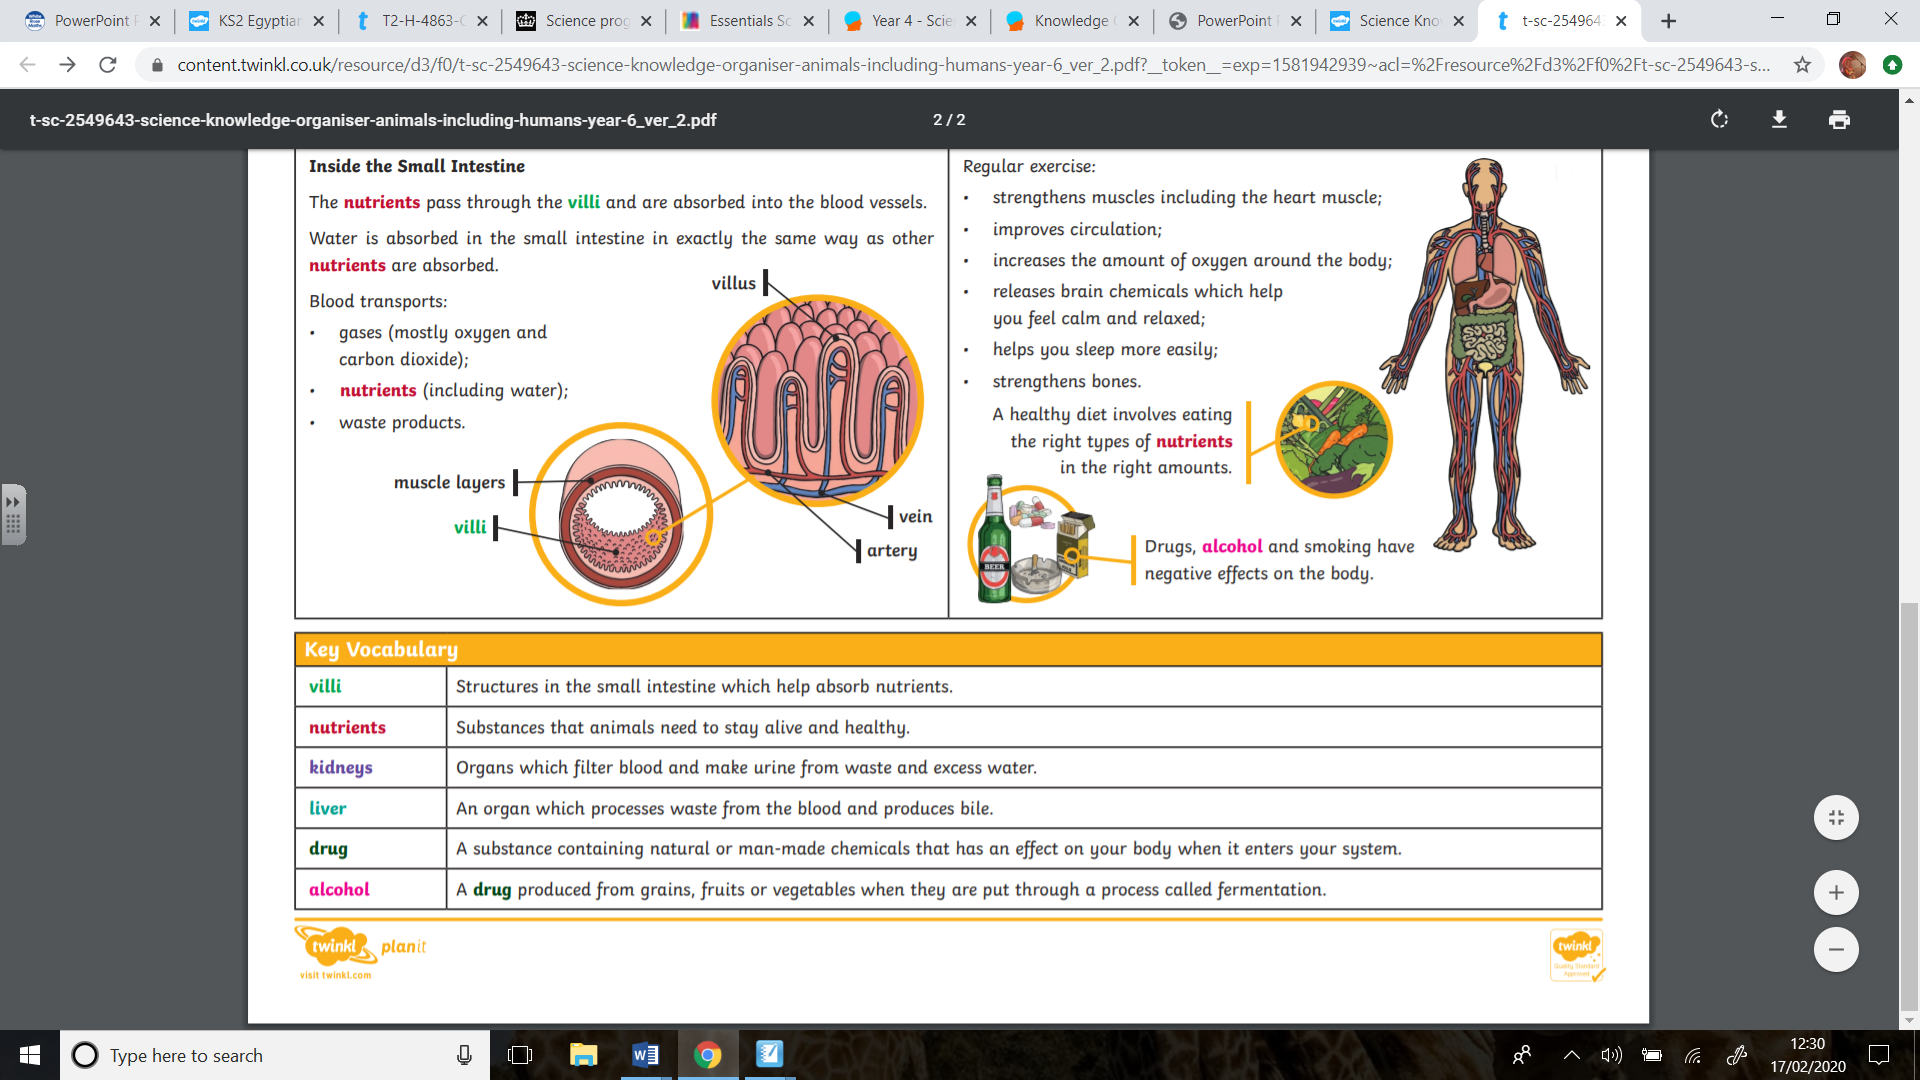 PowerPoint P
KS2 Egyptian
T2-H-4863-C
Science prog
Essentials Sc
Year 4 - Scie
Knowledge O
PowerPoint P
Science Know
t-sc-2549643
content.twinkl.co.uk/resource/d3/f0/t-sc-2549643-science-knowledge-organiser-animals-including-humans-year-6_ver_2.pdf?__token__=exp=1581942939~acl=%2Fresource%2Fd3%2Ff0%2Ft-sc-2549643-s...
t-sc-2549643-science-knowledge-organiser-animals-including-humans-year-6_ver_2.pdf
2 / 2
Inside the Small Intestine
The nutrients pass through the villi and are absorbed into the blood vessels.
Water is absorbed in the small intestine in exactly the same way as other
nutrients are absorbed.
Blood transports:
• gases (mostly oxygen and
carbon dioxide);
• nutrients (including water);
• waste products.
villus
muscle layers
villi
vein
artery
Regular exercise:
• strengthens muscles including the heart muscle;
• improves circulation;
• increases the amount of oxygen around the body;
• releases brain chemicals which help
you feel calm and relaxed;
• helps you sleep more easily;
• strengthens bones.
A healthy diet involves eating
the right types of nutrients
in the right amounts.
BEER
Drugs, alcohol and smoking have
negative effects on the body.
Key Vocabulary
villi
Structures in the small intestine which help absorb nutrients.
nutrients
Substances that animals need to stay alive and healthy.
kidneys
Organs which filter blood and make urine from waste and excess water.
liver
An organ which processes waste from the blood and produces bile.
drug
A substance containing natural or man-made chemicals that has an effect on your body when it enters your system.
alcohol
A drug produced from grains, fruits or vegetables when they are put through a process called fermentation.
twinkl planit
visit twinkl.com
twinkl
Quality Standard
Approved
Type here to search
12:30
17/02/2020